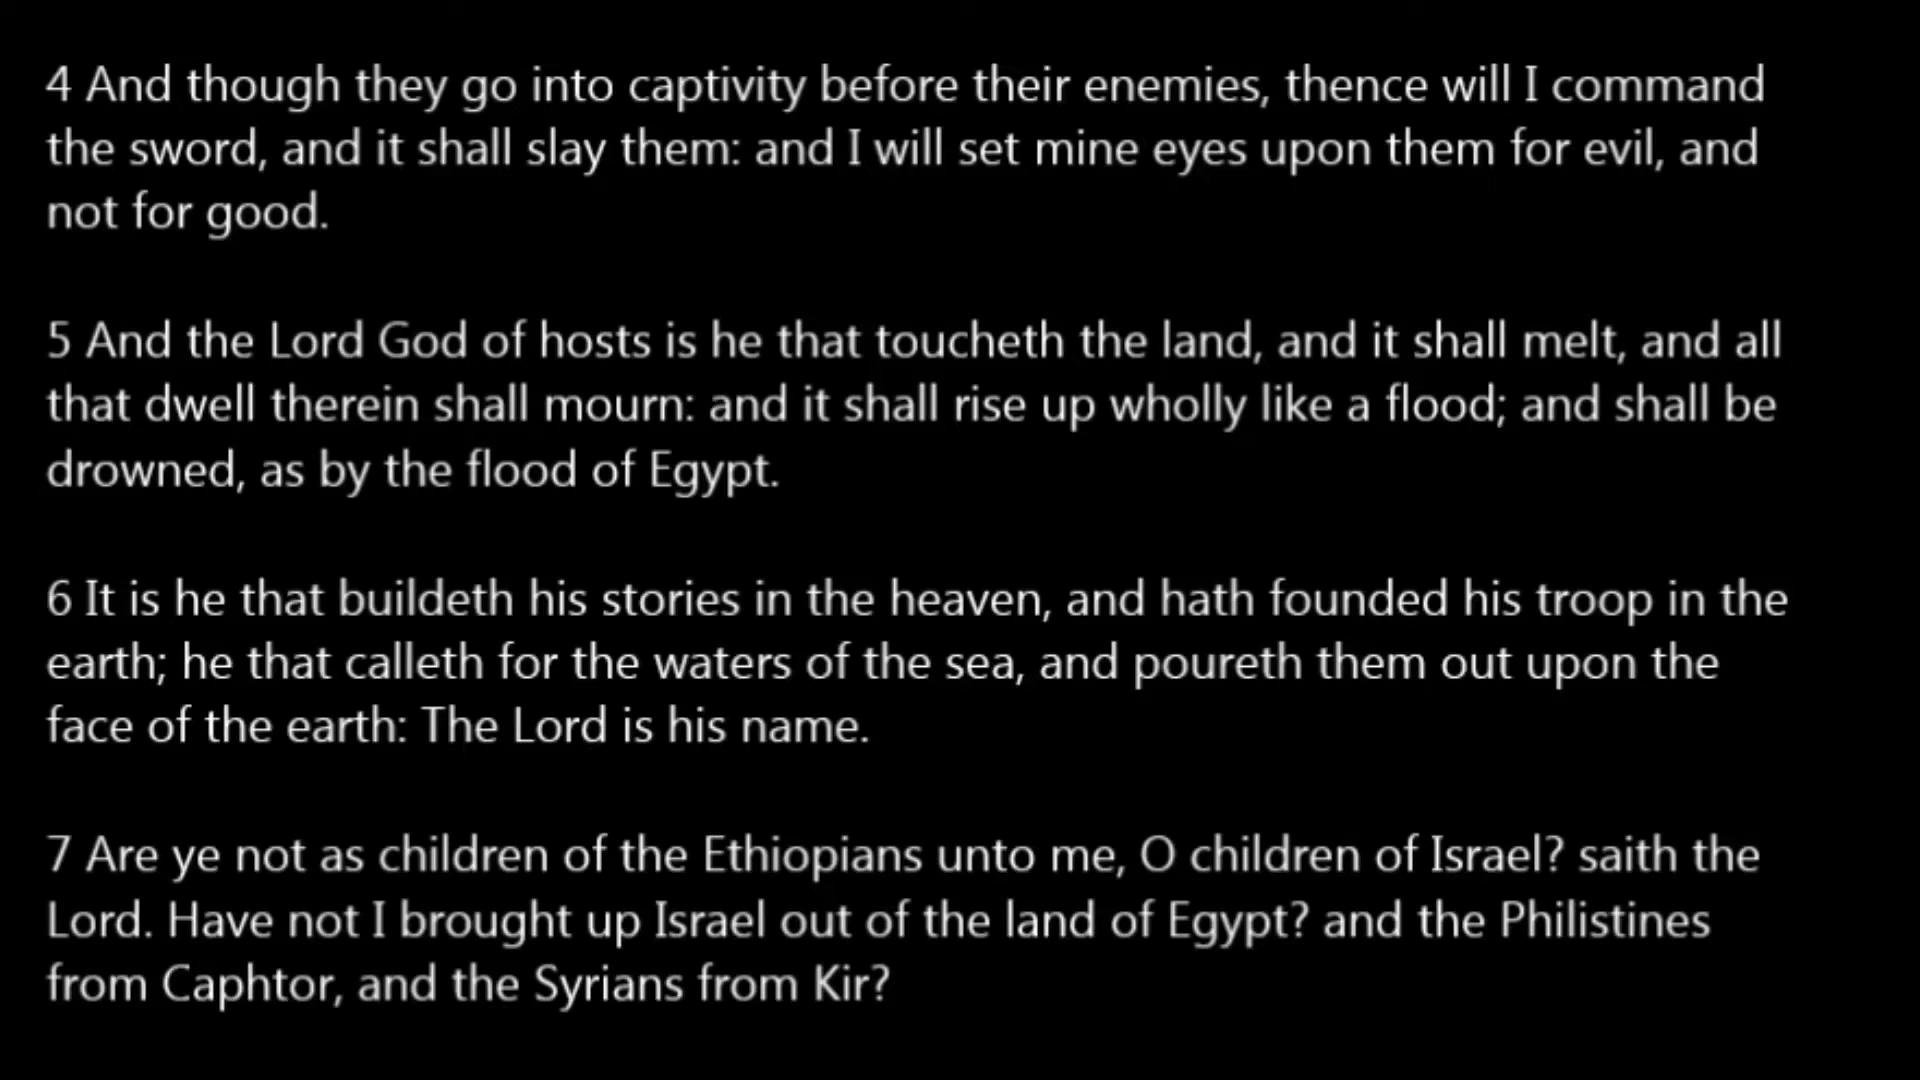 4 And though they go into captivity before their enemies, thence will I command
the sword, and it shall slay them: and I will set mine eyes upon them for evil, and
not for good.
5 And the Lord God of hosts is he that toucheth the land, and it shall melt, and all
that dwell therein shall mourn: and it shall rise up wholly like a flood; and shall be
drowned, as by the flood of Egypt.
6 It is he that buildeth his stories in the heaven, and hath founded his troop in the
earth; he that calleth for the waters of the sea, and poureth them out upon the
face of the earth: The Lord is his name.
7 Are ye not as children of the Ethiopians unto me, O children of Israel? saith the
Lord. Have not I brought up Israel out of the land of Egypt? and the Philistines
from Caphtor, and the Syrians from Kir?